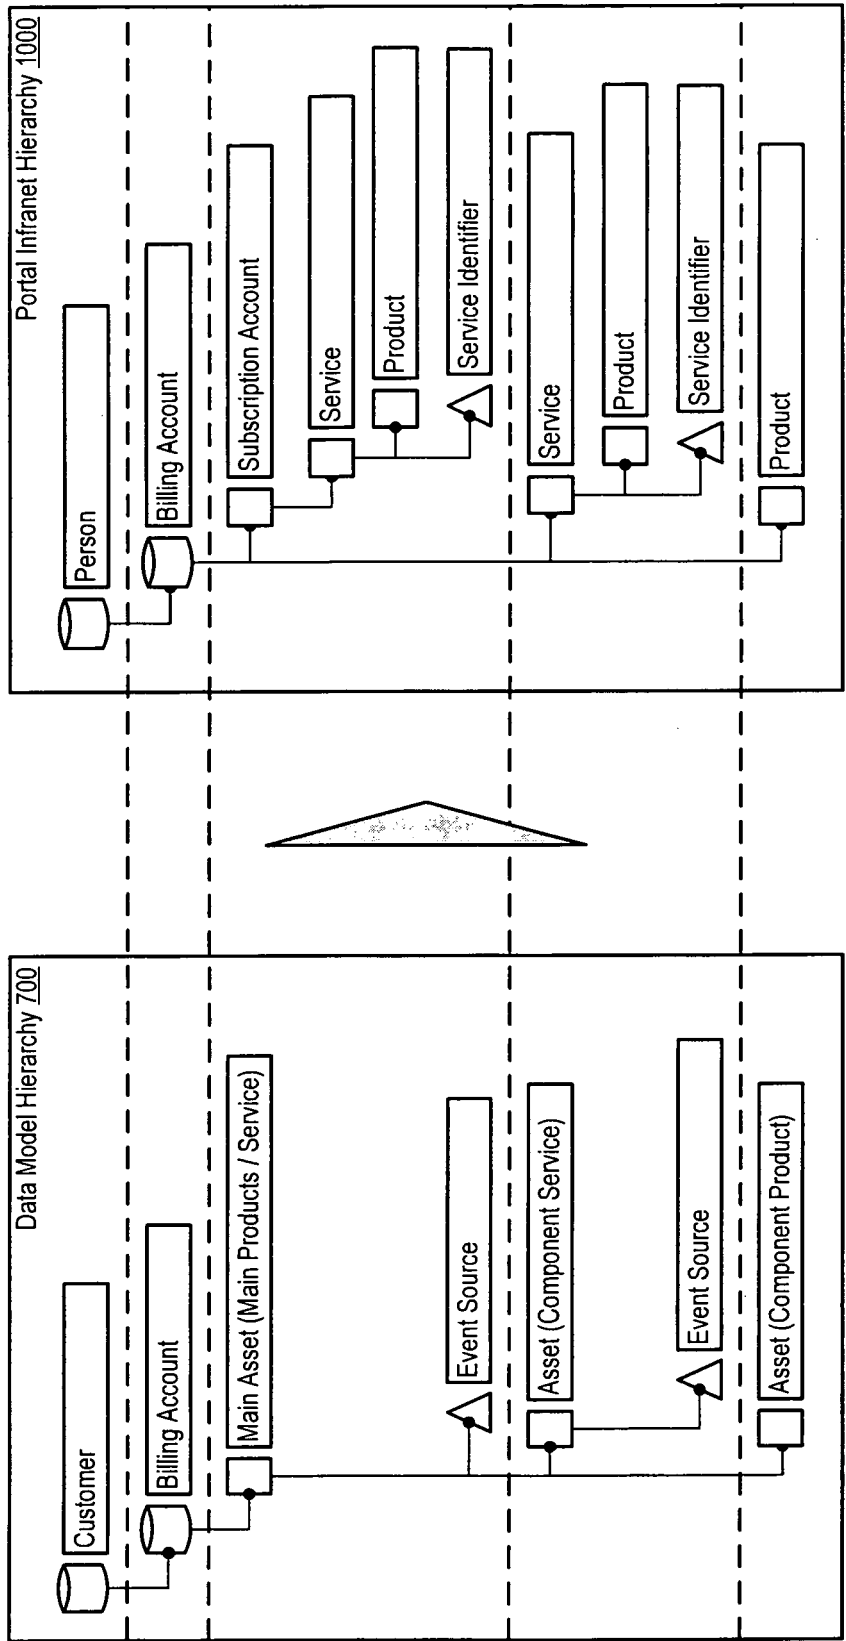 Data Model Hierarchy 700
Customer
Billing Account
Main Asset (Main Products / Service)
Event Source
Asset (Component Service)
Event Source
Asset (Component Product)
Portal Infranet Hierarchy 1000
Person
Billing Account
Subscription Account
Service
Product
Service Identifier
Service
Product
Service Identifier
Product